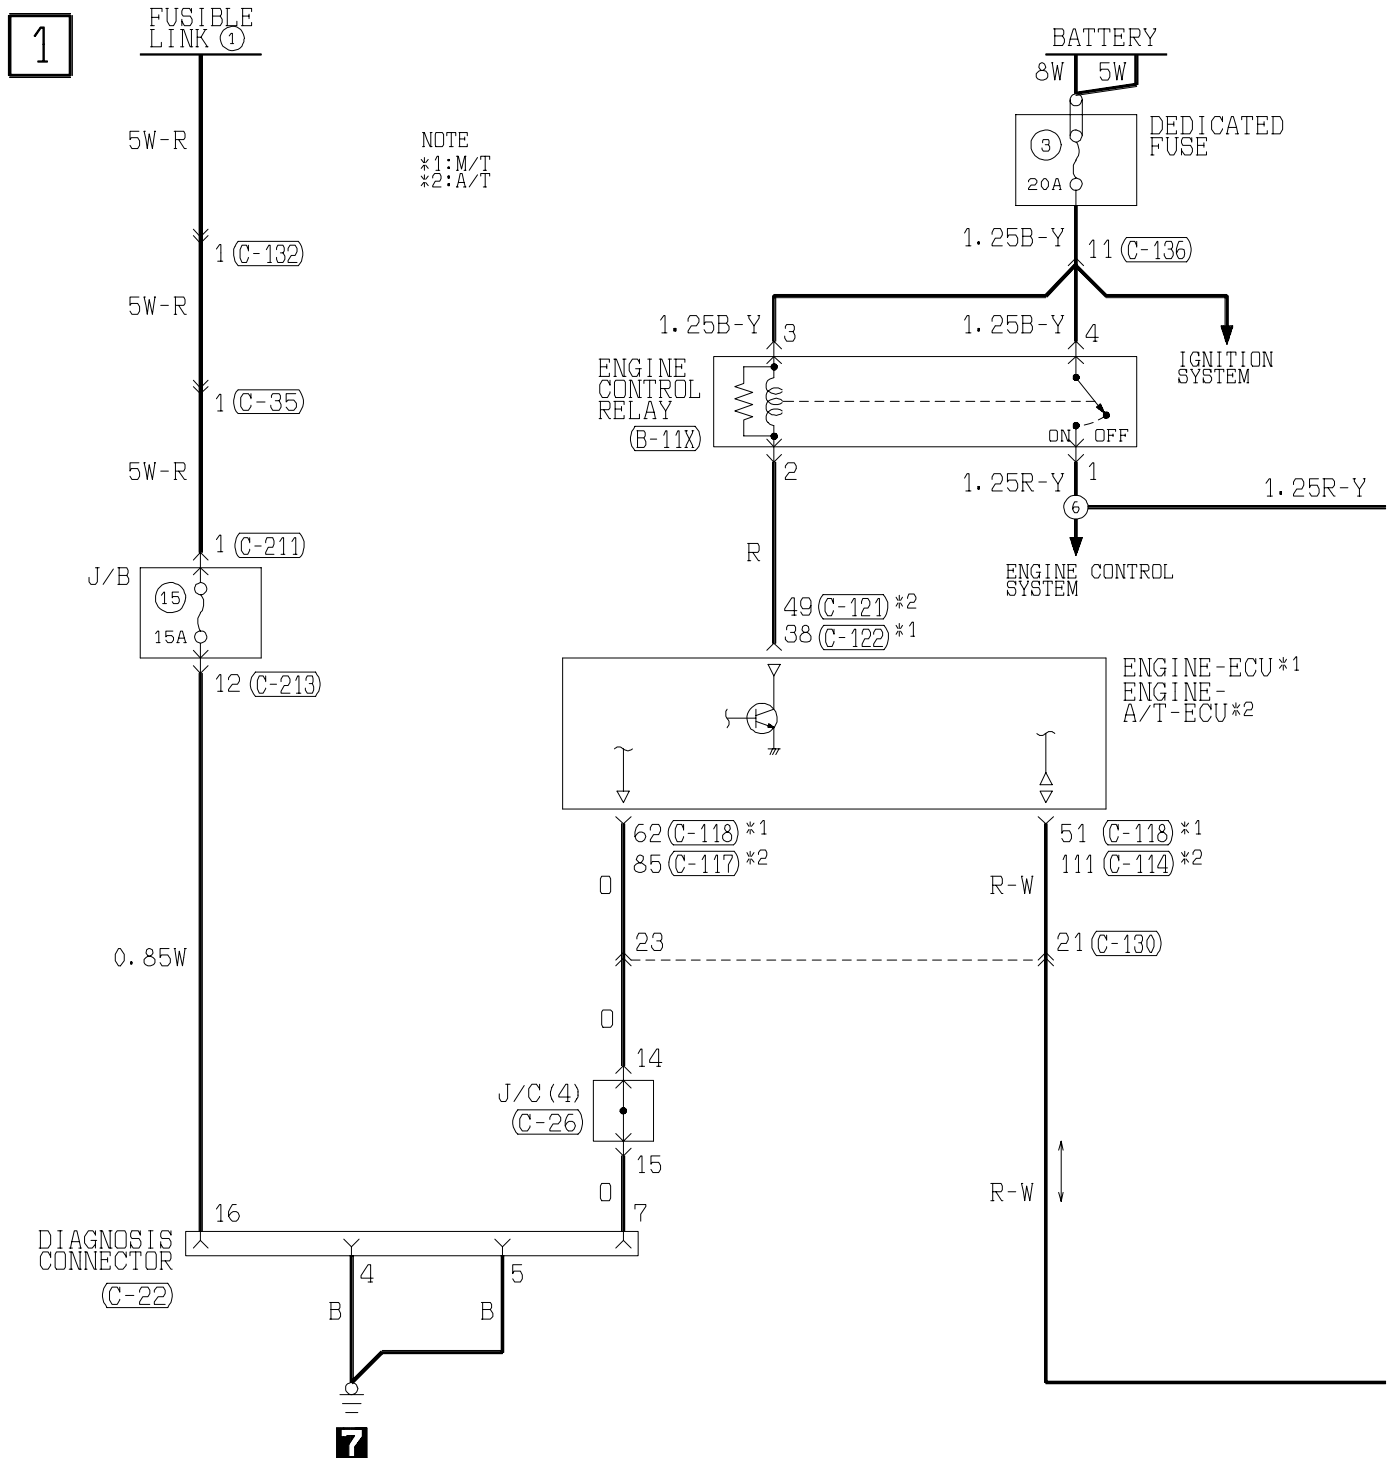 1
FUSIBLE
LINK ①
BATTERY
8W 5W
5W-R
NOTE
*1:M/T
*2:A/T
DEDICATED
FUSE
3
20A
1.25B-Y
11 (C-136)
1 (C-132)
5W-R
1.25B-Y 3
1.25B-Y 4
IGNITION
SYSTEM
ENGINE
CONTROL
RELAY
(B-11X)
ON OFF
1 (C-35)
5W-R
2
1.25R-Y 1
1.25R-Y
6
R
ENGINE CONTROL
SYSTEM
1 (C-211)
J/B
15
15A
49 (C-121) *2
38 (C-122) *1
12 (C-213)
ENGINE-ECU*1
ENGINE-
A/T-ECU*2
62 (C-118) *1
85 (C-117) *2
51 (C-118) *1
111 (C-114) *2
O
R-W
0.85W
23
21 (C-130)
O
14
J/C(4)
(C-26)
15
O
R-W
16
7
DIAGNOSIS
CONNECTOR
(C-22)
4
5
B
B
7